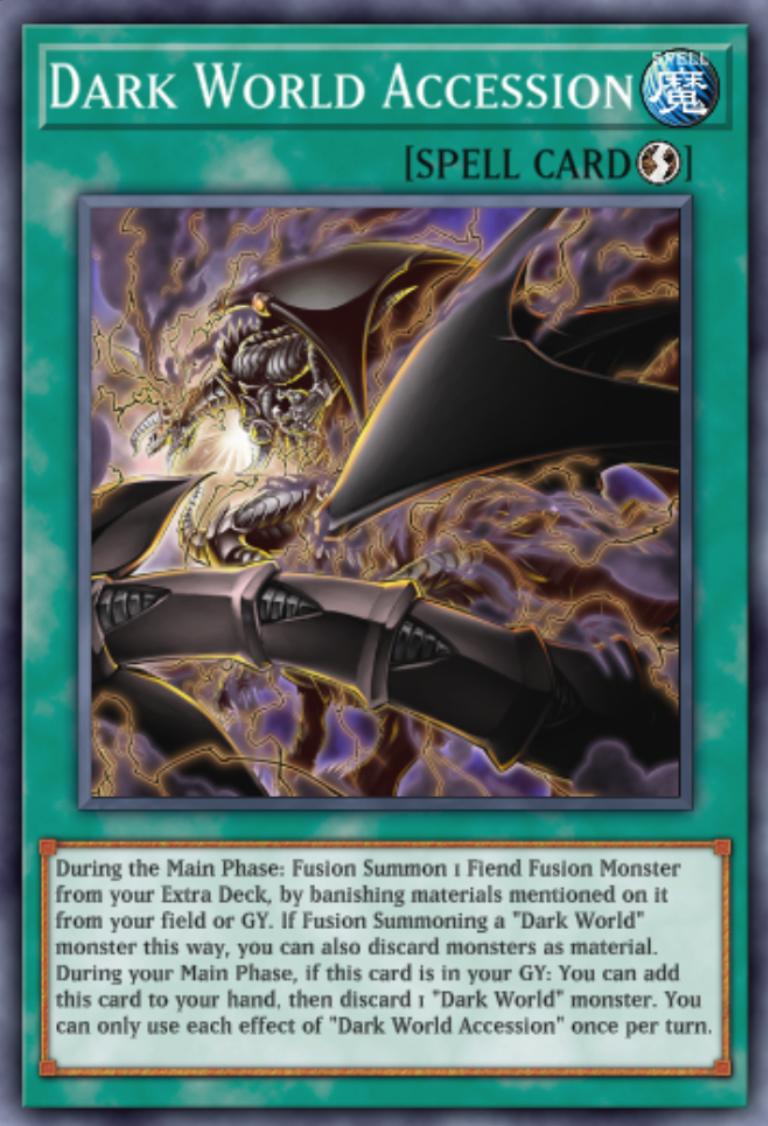 DARK WORLD ACCESSION
SPELL
魔
[SPELL CARD]
During the Main Phase: Fusion Summon 1 Fiend Fusion Monster
from your Extra Deck, by banishing materials mentioned on it
from your field or GY. If Fusion Summoning a "Dark World"
monster this way, you can also discard monsters as material.
During your Main Phase, if this card is in your GY: You can add
this card to your hand, then discard 1 "Dark World" monster. You
can only use each effect of "Dark World Accession" once per turn.